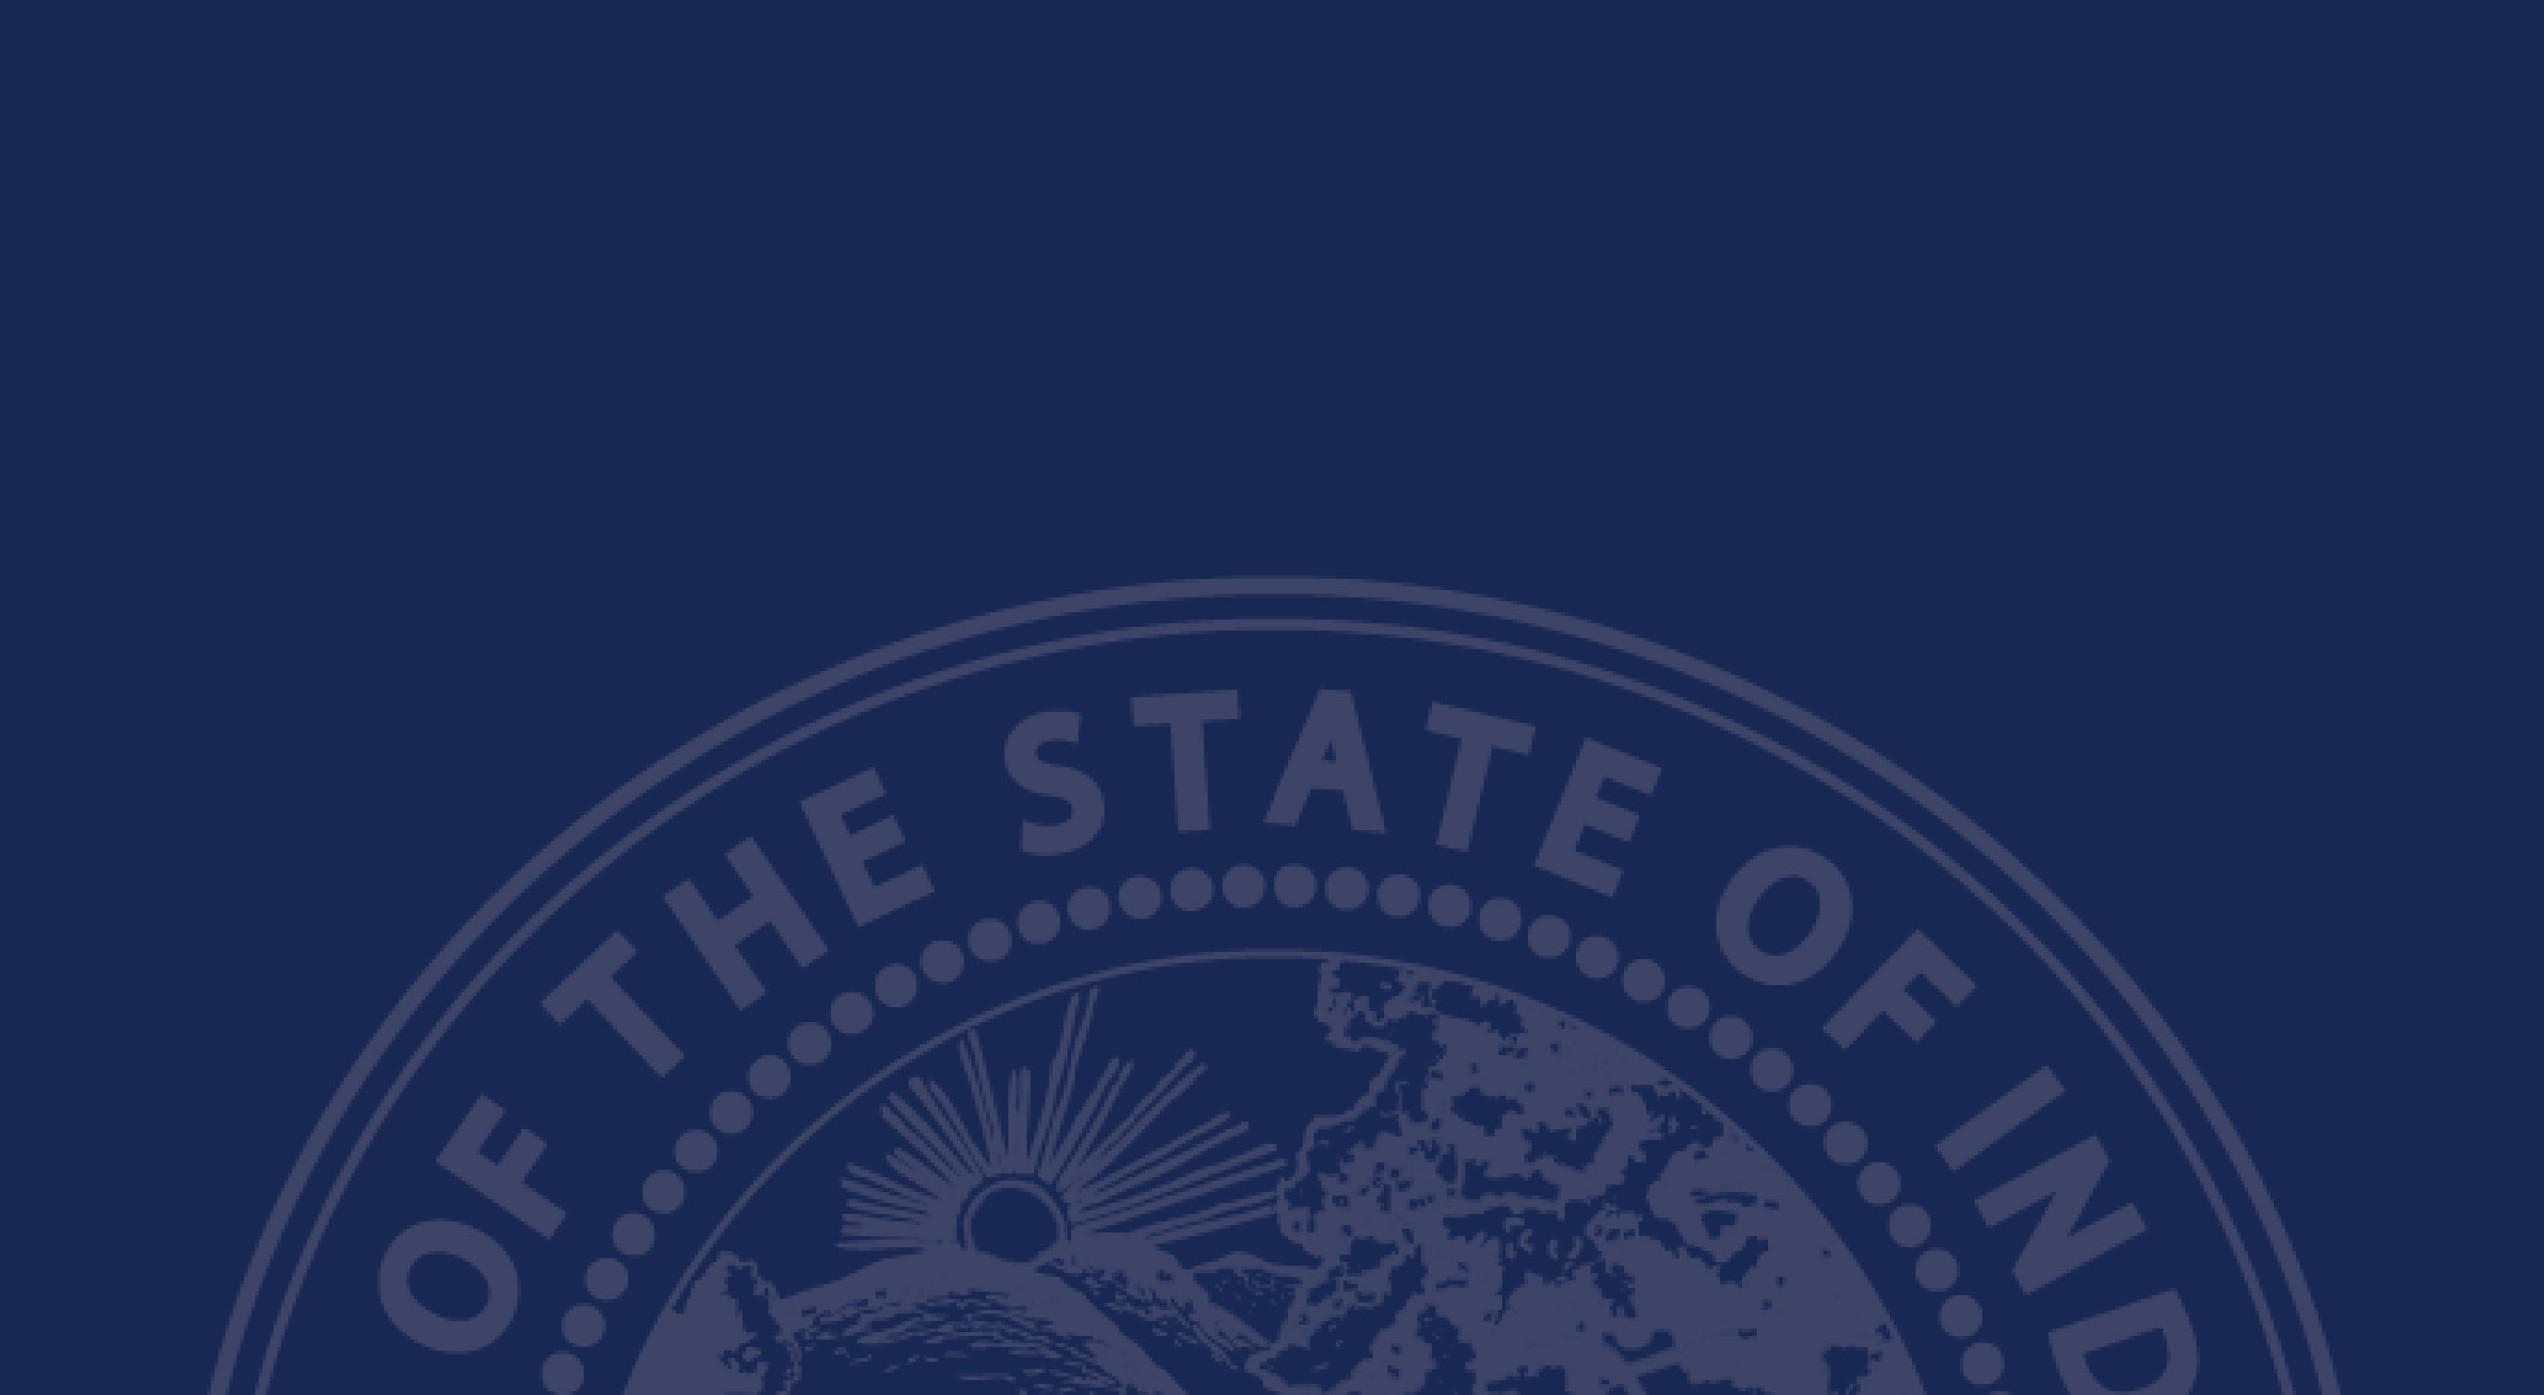 OF THE STATE OF IND